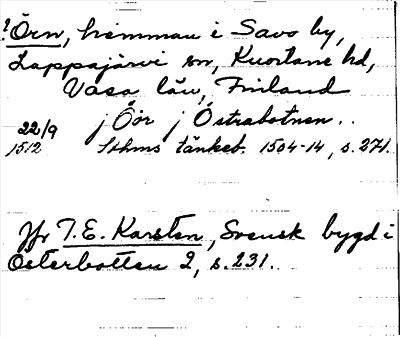 ?Örn, hemman i Savo by,
Lappajärvi sn, Kuortane hd,
Vasa län, Finland
22/9 j Öör j Östrabotnen..
1512 Sthms tänkeb. 1504-14, s. 271.
Jfr T. E. Karsten, Svensk bygd i
Österbotten 2, s. 231.